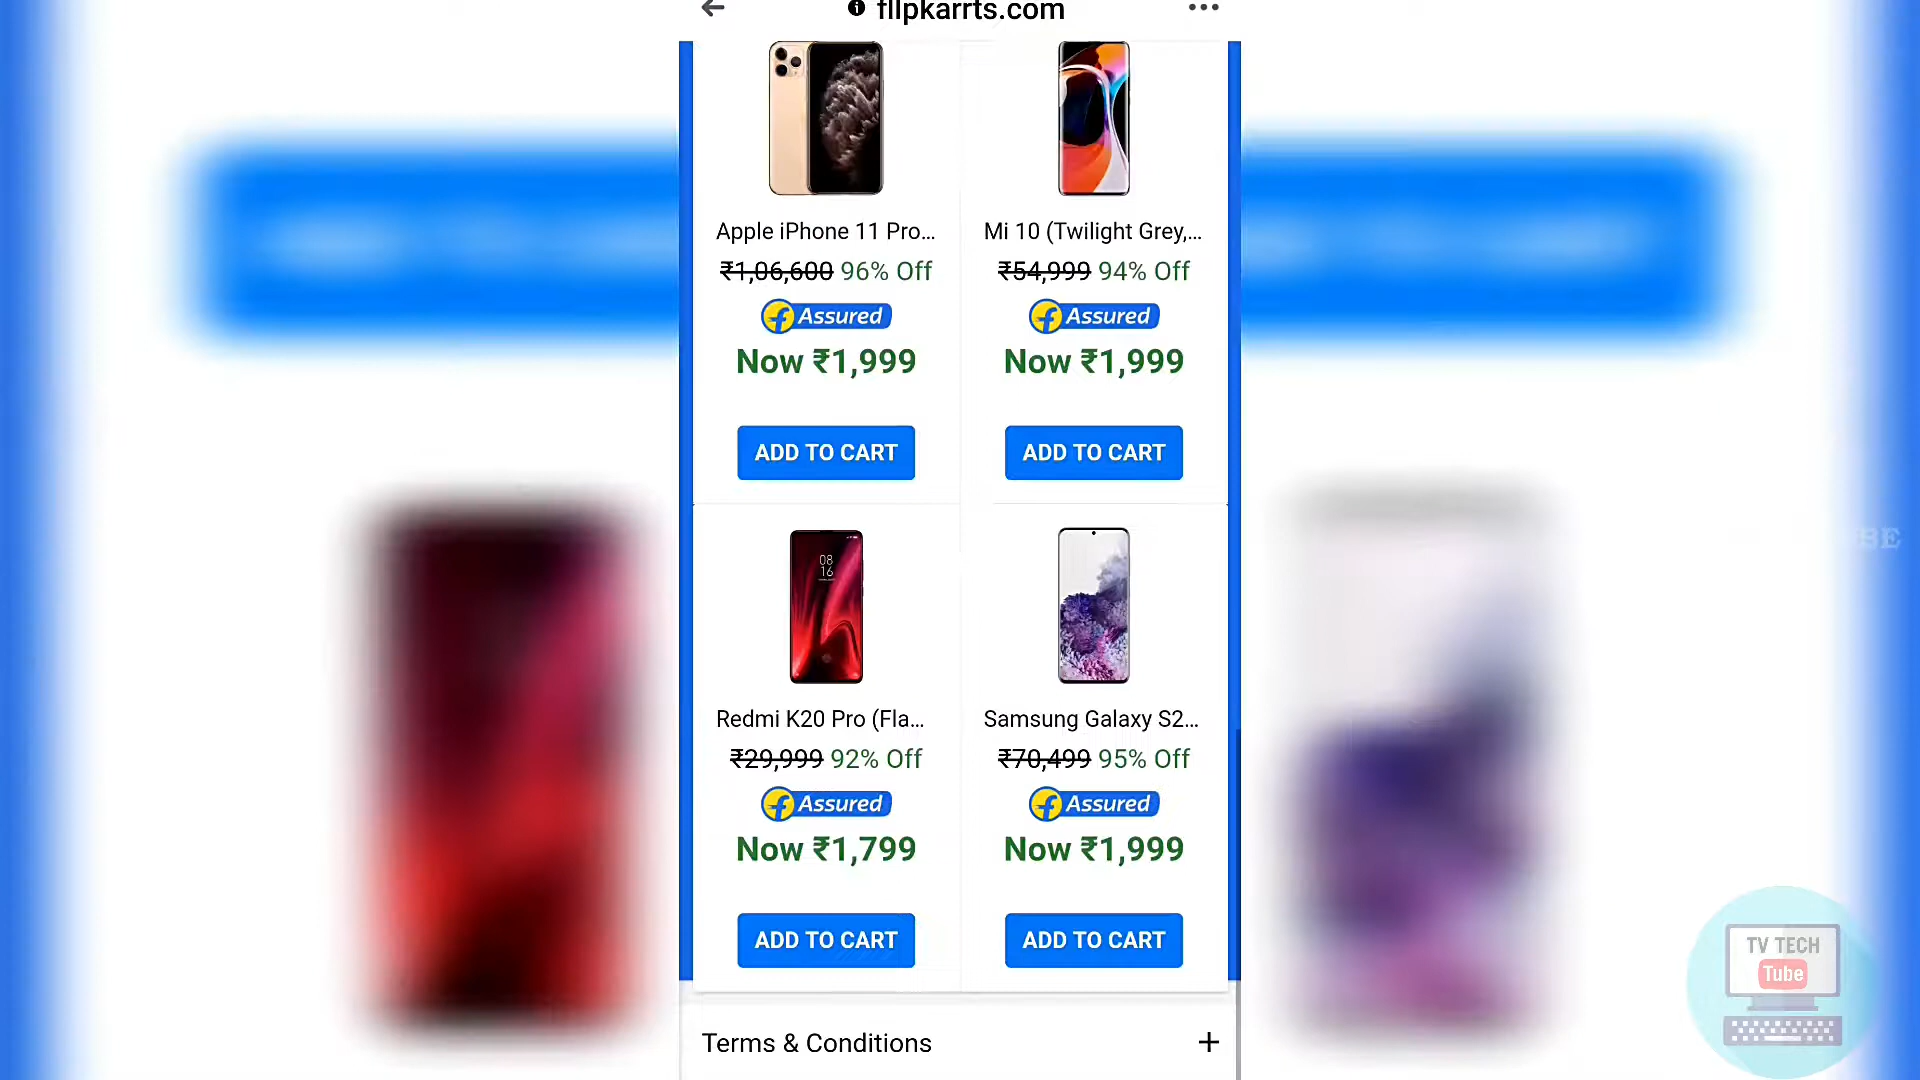 fllpkarrts.com
Apple iPhone 11 Pro...
₹1,06,600 96% Off
f Assured
Now ₹1,999
ADD TO CART
Mi 10 (Twilight Grey,...
₹54,999 94% Off
f Assured
Now ₹1,999
ADD TO CART
08
16
Redmi K20 Pro (Fla...
₹29,999 92% Off
f Assured
Now ₹1,799
ADD TO CART
Samsung Galaxy S2...
₹70,499 95% Off
f Assured
Now ₹1,999
ADD TO CART
Terms & Conditions +
TV TECH
Tube